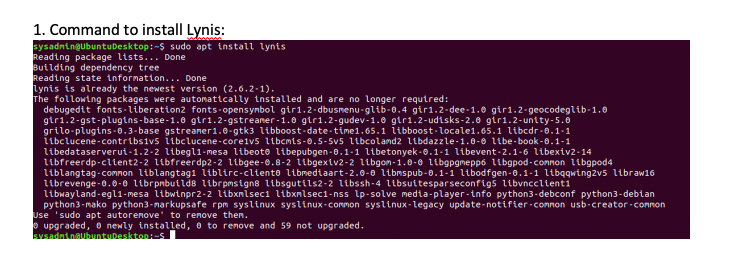 1. Command to install Lynis:
sysadmin@UbuntuDesktop:~$ sudo apt install lynis
Reading package lists... Done
Building dependency tree
Reading state information... Done
lynis is already the newest version (2.6.2-1).
The following packages were automatically installed and are no longer required:
debugedit fonts-liberation2 fonts-opensymbol gir1.2-dbusmenu-glib-0.4 gir1.2-dee-1.0 gir1.2-geocodeglib-1.0
gir1.2-gst-plugins-base-1.0 gir1.2-gstreamer-1.0 gir1.2-gudev-1.0 gir1.2-udisks-2.0 gir1.2-unity-5.0
grilo-plugins-0.3-base gstreamer1.0-gtk3 libboost-date-time1.65.1 libboost-locale1.65.1 libcdr-0.1-1
libclucene-contribs1v5 libclucene-core1v5 libcmis-0.5-5v5 libcolamd2 libdazzle-1.0-0 libe-book-0.1-1
libedataserverui-1.2-2 libegl1-mesa libeot0 libepubgen-0.1-1 libetonyek-0.1-1 libevent-2.1-6 libexiv2-14
libfreerdp-client2-2 libfreerdp2-2 libgee-0.8-2 libgexiv2-2 libgom-1.0-0 libgpgmepp6 libgpod-common libgpod4
liblangtag-common liblangtag1 liblirc-client0 libmediaart-2.0-0 libmspub-0.1-1 libodfgen-0.1-1 libqqwing2v5 libraw16
librevenge-0.0-0 librpmbuild8 librpmsign8 libsgutils2-2 libssh-4 libsuitesparseconfig5 libvncclient1
libwayland-egl1-mesa libwinpr2-2 libxmlsec1 libxmlsec1-nss lp-solve media-player-info python3-debconf python3-debian
python3-mako python3-markupsafe rpm syslinux syslinux-common syslinux-legacy update-notifier-common usb-creator-common
Use 'sudo apt autoremove' to remove them.
0 upgraded, 0 newly installed, 0 to remove and 59 not upgraded.
sysadmin@UbuntuDesktop:~$